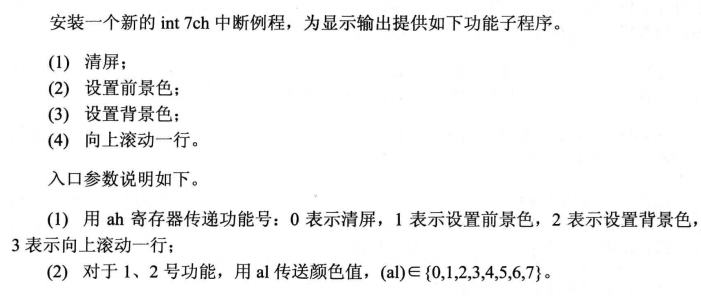 安装一个新的 int 7ch 中断例程，为显示输出提供如下功能子程序。
(1) 清屏；
(2) 设置前景色；
(3) 设置背景色；
(4) 向上滚动一行。
入口参数说明如下。
(1) 用 ah 寄存器传递功能号：0 表示清屏，1 表示设置前景色，2 表示设置背景色，
3 表示向上滚动一行；
(2) 对于 1、2 号功能，用 al 传送颜色值，(al)∈{0,1,2,3,4,5,6,7}。